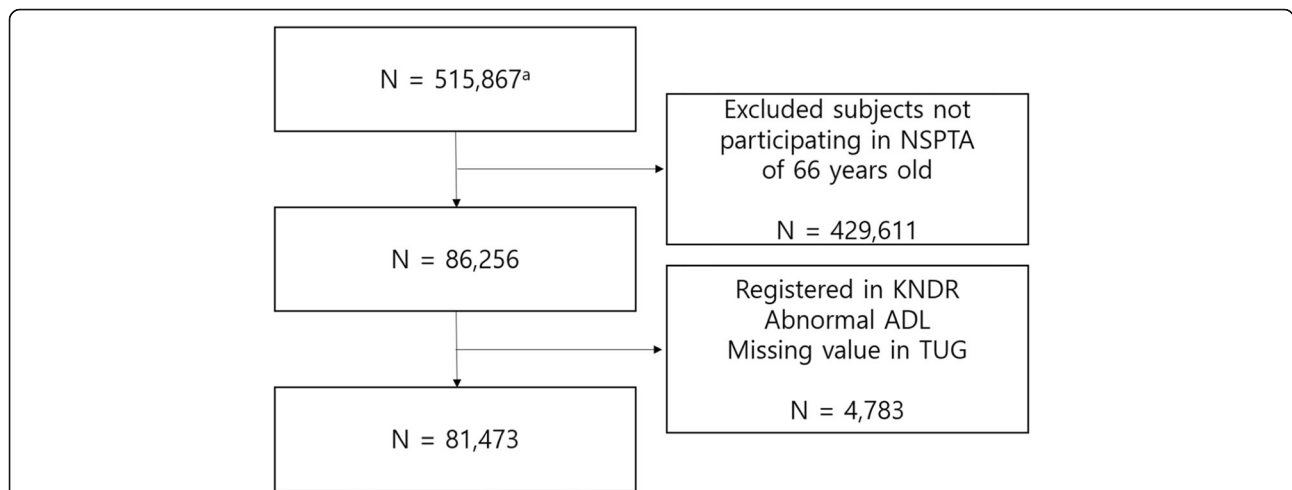 N = 515,867ᵃ
Excluded subjects not
participating in NSPTA
of 66 years old
N = 429,611
N = 86,256
Registered in KNDR
Abnormal ADL
Missing value in TUG
N = 4,783
N = 81,473